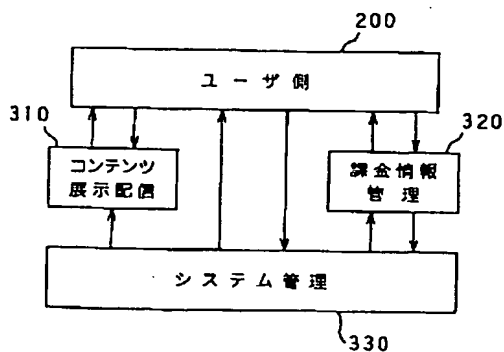 200
ユーザ側
310
コンテンツ
展示配信
320
課金情報
管理
システム管理
330